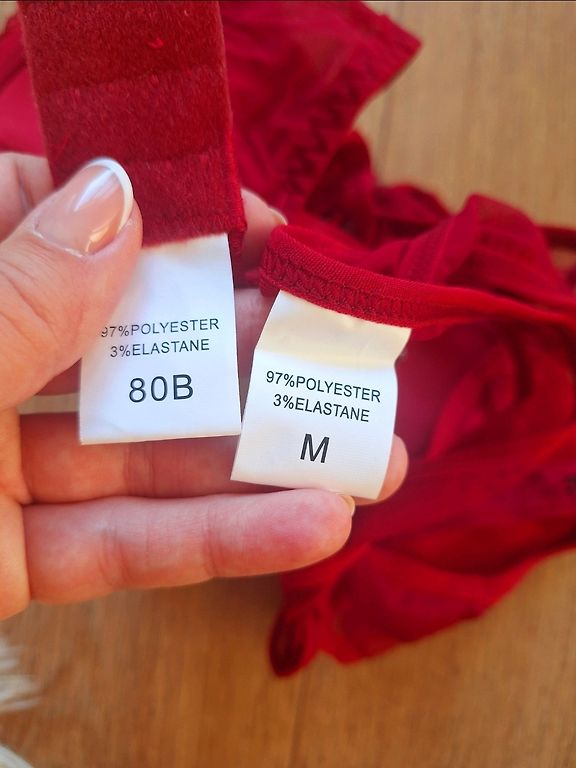 97%POLYESTER
3%ELASTANE
80B
97%POLYESTER
3%ELASTANE
M